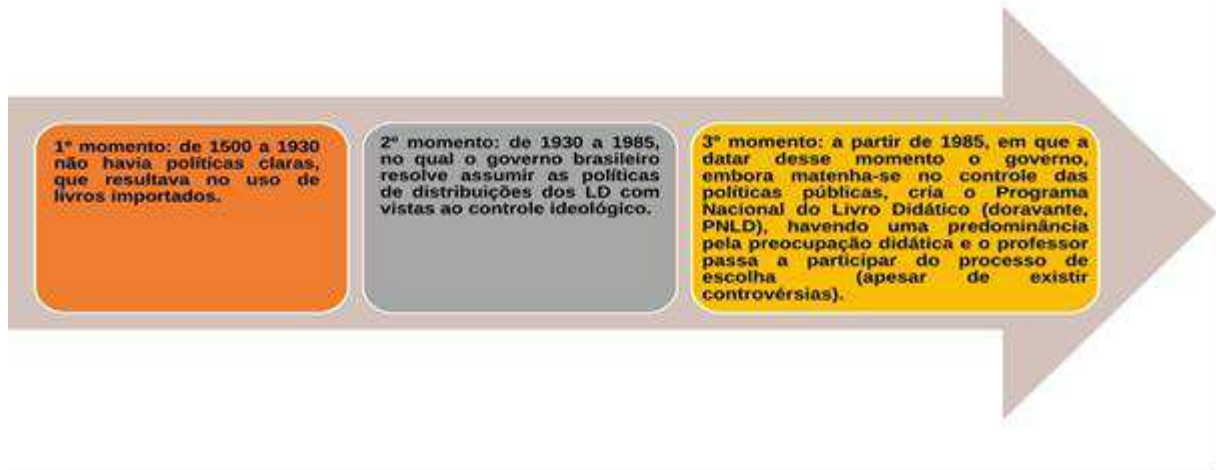 1º momento: de 1500 a 1930
não havia políticas claras,
que resultava no uso de
livros importados.
2º momento: de 1930 a 1985,
no qual o governo brasileiro
resolve assumir as políticas
de distribuições dos LD com
vistas ao controle ideológico.
3º momento: a partir de 1985, em que a
datar desse momento o governo,
embora matenha-se no controle das
políticas públicas, cria o Programa
Nacional do Livro Didático (doravante,
PNLD), havendo uma predominância
pela preocupação didática e o professor
passa a participar do processo de
escolha (apesar de existir
controvérsias).